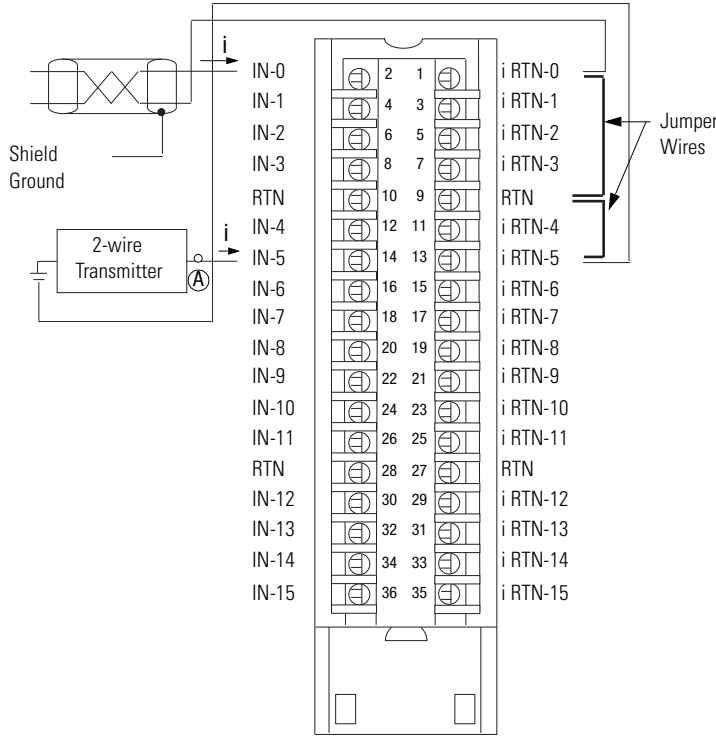 i
IN-0 2 1 i RTN-0
IN-1 4 3 i RTN-1
IN-2 6 5 i RTN-2
Jumper
Wires
IN-3 8 7 i RTN-3
Shield
Ground
RTN 10 9 RTN
IN-4 12 11 i RTN-4
i
2-wire
Transmitter
A
IN-5 14 13 i RTN-5
IN-6 16 15 i RTN-6
IN-7 18 17 i RTN-7
IN-8 20 19 i RTN-8
IN-9 22 21 i RTN-9
IN-10 24 23 i RTN-10
IN-11 26 25 i RTN-11
RTN 28 27 RTN
IN-12 30 29 i RTN-12
IN-13 32 31 i RTN-13
IN-14 34 33 i RTN-14
IN-15 36 35 i RTN-15